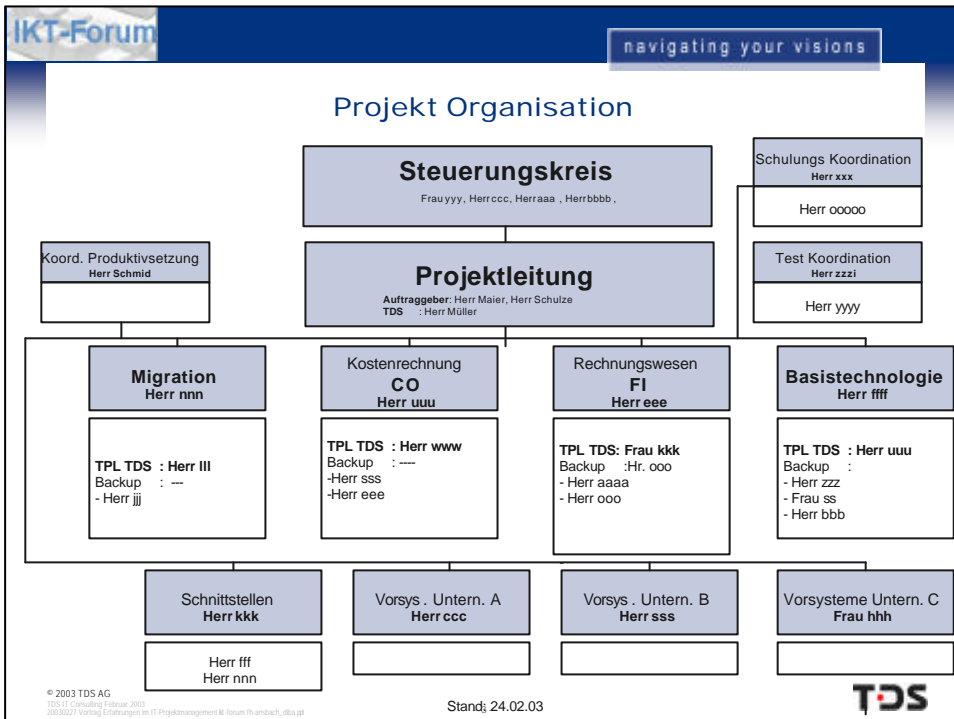 IKT-Forum
navigating your visions
Projekt Organisation
Steuerungskreis
Frau yyy, Herr ccc, Herr aaa , Herr bbbb ,
Schulungs Koordination
Herr xxx
Herr ooooo
Koord. Produktivsetzung
Herr Schmid
Projektleitung
Auftraggeber: Herr Maier, Herr Schulze
TDS : Herr Müller
Test Koordination
Herr zzzi
Herr yyyy
Migration
Herr nnn
Kostenrechnung
CO
Herr uuu
Rechnungswesen
FI
Herr eee
Basistechnologie
Herr ffff
TPL TDS : Herr lll
Backup : ---
- Herr jjj
TPL TDS : Herr www
Backup : ----
-Herr sss
-Herr eee
TPL TDS: Frau kkk
Backup :Hr. ooo
- Herr aaaa
- Herr ooo
TPL TDS : Herr uuu
Backup :
- Herr zzz
- Frau ss
- Herr bbb
Schnittstellen
Herr kkk
Herr fff
Herr nnn
Vorsys . Untern. A
Herr ccc
Vorsys . Untern. B
Herr sss
Vorsysteme Untern. C
Frau hhh
© 2003 TDS AG
TDS IT Consulting Februar 2003
20030227 Vortrag Erfahrungen im IT-Projektmanagement
Stand: 24.02.03
TDS